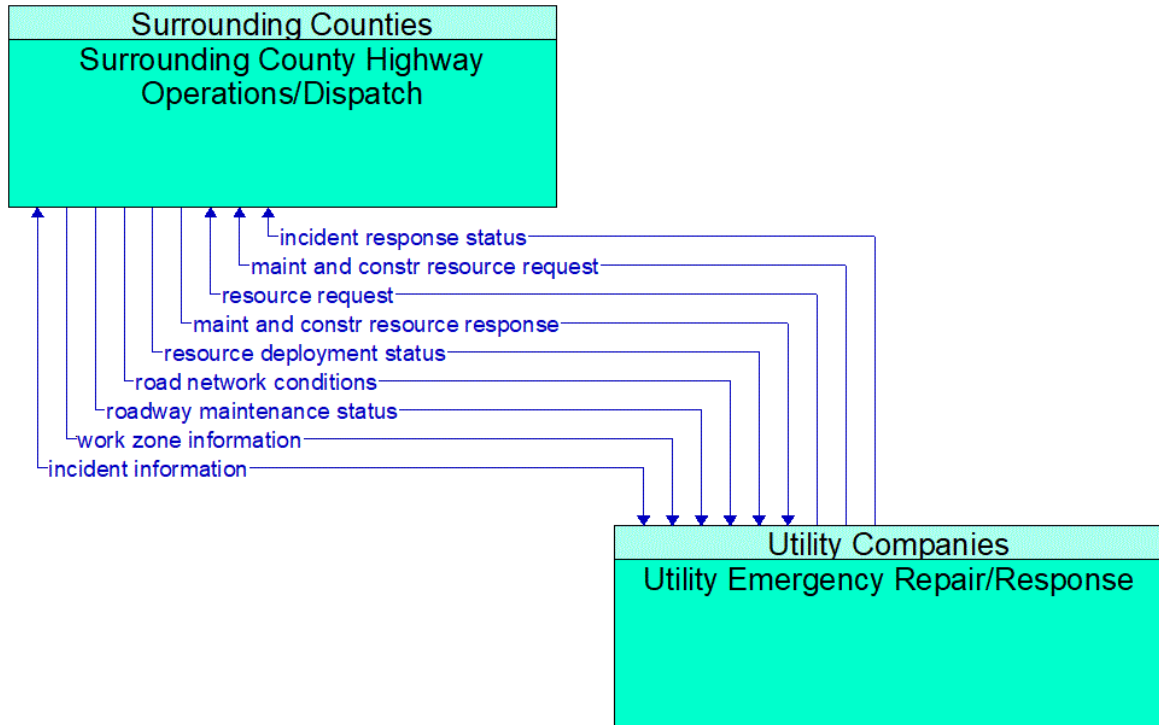 Surrounding Counties
Surrounding County Highway
Operations/Dispatch
incident response status
maint and constr resource request
resource request
maint and constr resource response
resource deployment status
road network conditions
roadway maintenance status
work zone information
incident information
Utility Companies
Utility Emergency Repair/Response